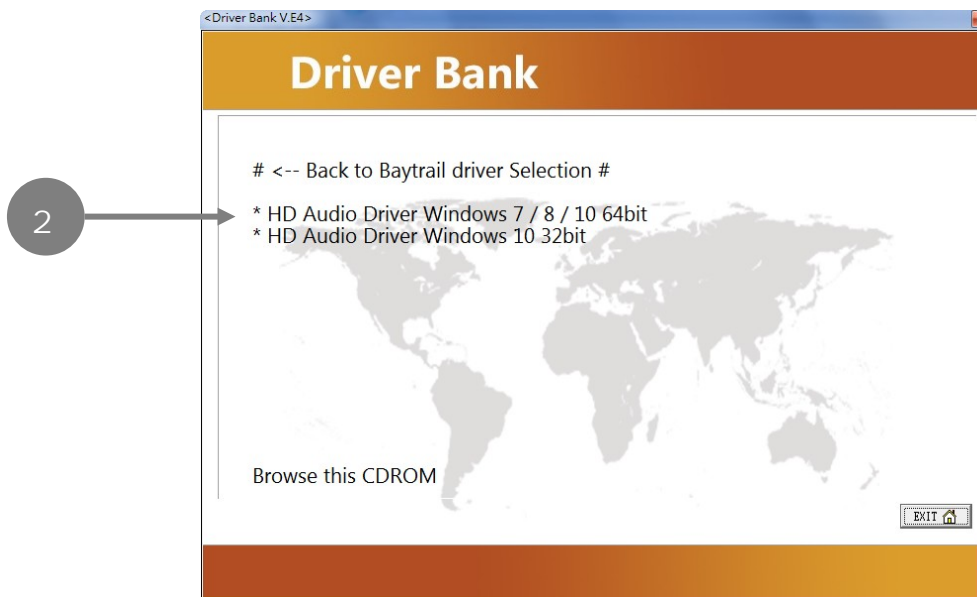 <Driver Bank V.E4>
Driver Bank
# <-- Back to Baytrail driver Selection #
2
* HD Audio Driver Windows 7 / 8 / 10 64bit
* HD Audio Driver Windows 10 32bit
Browse this CDROM
EXIT